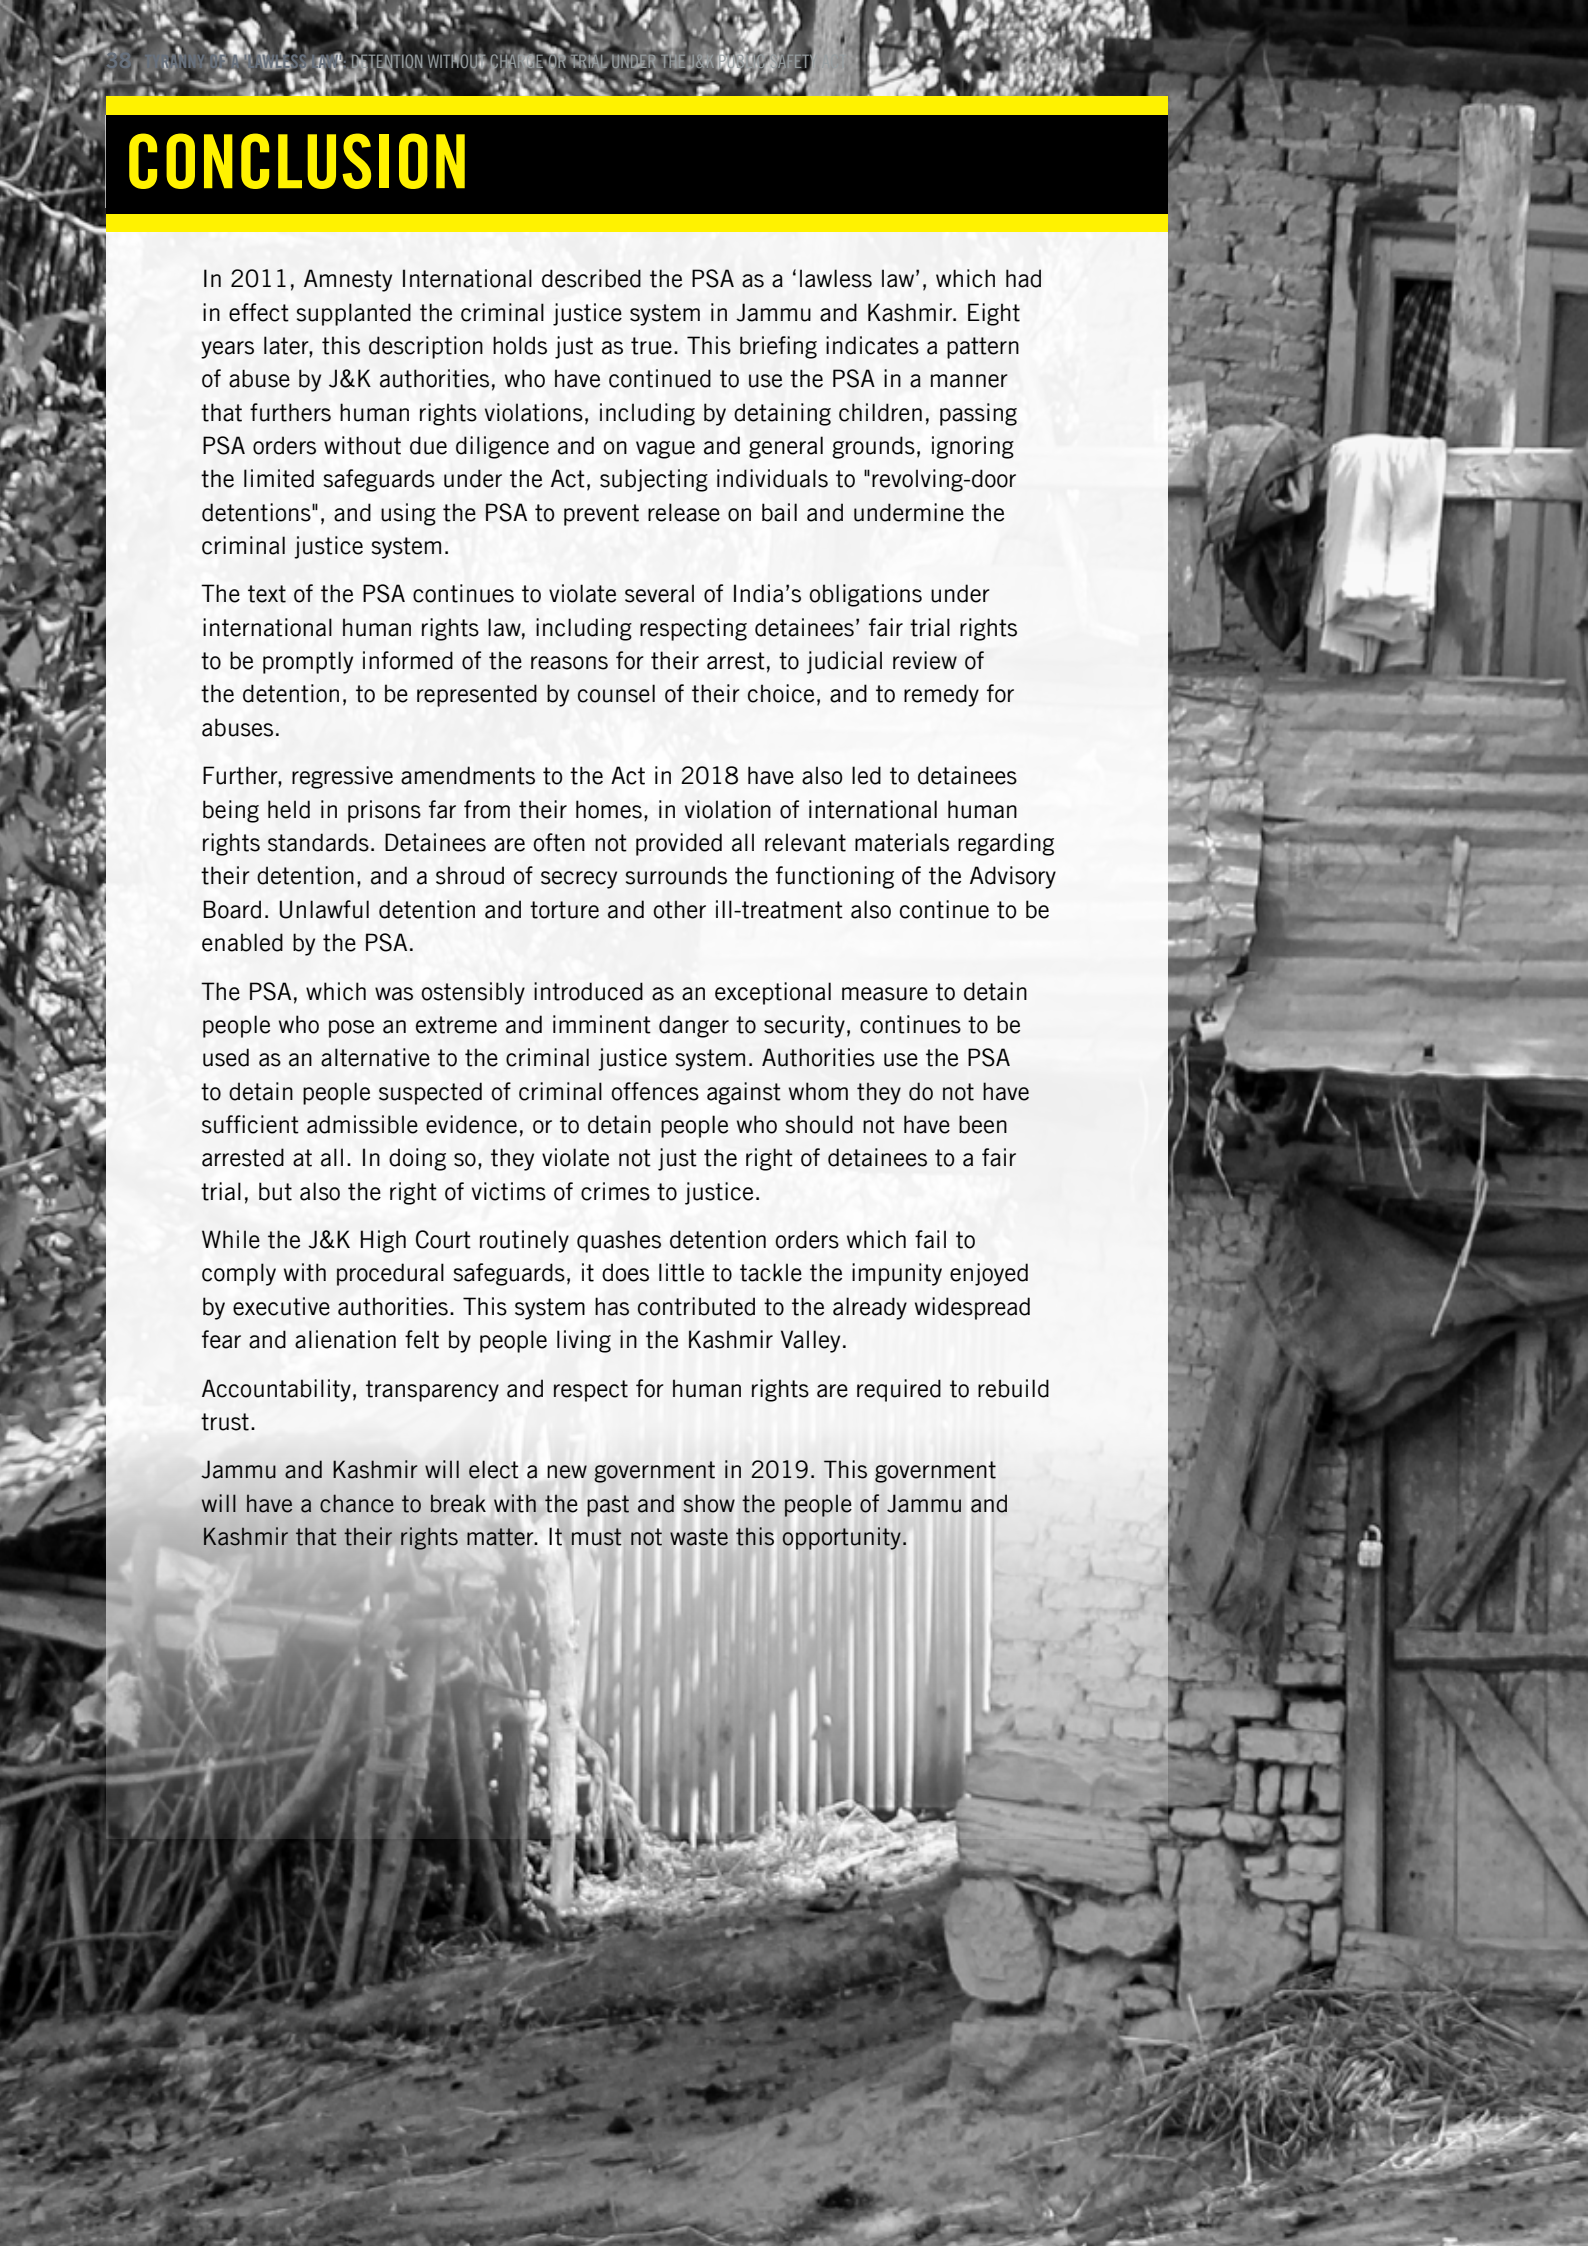 38 TYRANNY OF A 'LAWLESS LAW': DETENTION WITHOUT CHARGE OR TRIAL UNDER THE J&K PUBLIC SAFETY
CONCLUSION
In 2011, Amnesty International described the PSA as a ‘lawless law’, which had
in effect supplanted the criminal justice system in Jammu and Kashmir. Eight
years later, this description holds just as true. This briefing indicates a pattern
of abuse by J&K authorities, who have continued to use the PSA in a manner
that furthers human rights violations, including by detaining children, passing
PSA orders without due diligence and on vague and general grounds, ignoring
the limited safeguards under the Act, subjecting individuals to "revolving-door
detentions", and using the PSA to prevent release on bail and undermine the
criminal justice system.
The text of the PSA continues to violate several of India’s obligations under
international human rights law, including respecting detainees’ fair trial rights
to be promptly informed of the reasons for their arrest, to judicial review of
the detention, to be represented by counsel of their choice, and to remedy for
abuses.
Further, regressive amendments to the Act in 2018 have also led to detainees
being held in prisons far from their homes, in violation of international human
rights standards. Detainees are often not provided all relevant materials regarding
their detention, and a shroud of secrecy surrounds the functioning of the Advisory
Board. Unlawful detention and torture and other ill-treatment also continue to be
enabled by the PSA.
The PSA, which was ostensibly introduced as an exceptional measure to detain
people who pose an extreme and imminent danger to security, continues to be
used as an alternative to the criminal justice system. Authorities use the PSA
to detain people suspected of criminal offences against whom they do not have
sufficient admissible evidence, or to detain people who should not have been
arrested at all. In doing so, they violate not just the right of detainees to a fair
trial, but also the right of victims of crimes to justice.
While the J&K High Court routinely quashes detention orders which fail to
comply with procedural safeguards, it does little to tackle the impunity enjoyed
by executive authorities. This system has contributed to the already widespread
fear and alienation felt by people living in the Kashmir Valley.
Accountability, transparency and respect for human rights are required to rebuild
trust.
Jammu and Kashmir will elect a new government in 2019. This government
will have a chance to break with the past and show the people of Jammu and
Kashmir that their rights matter. It must not waste this opportunity.